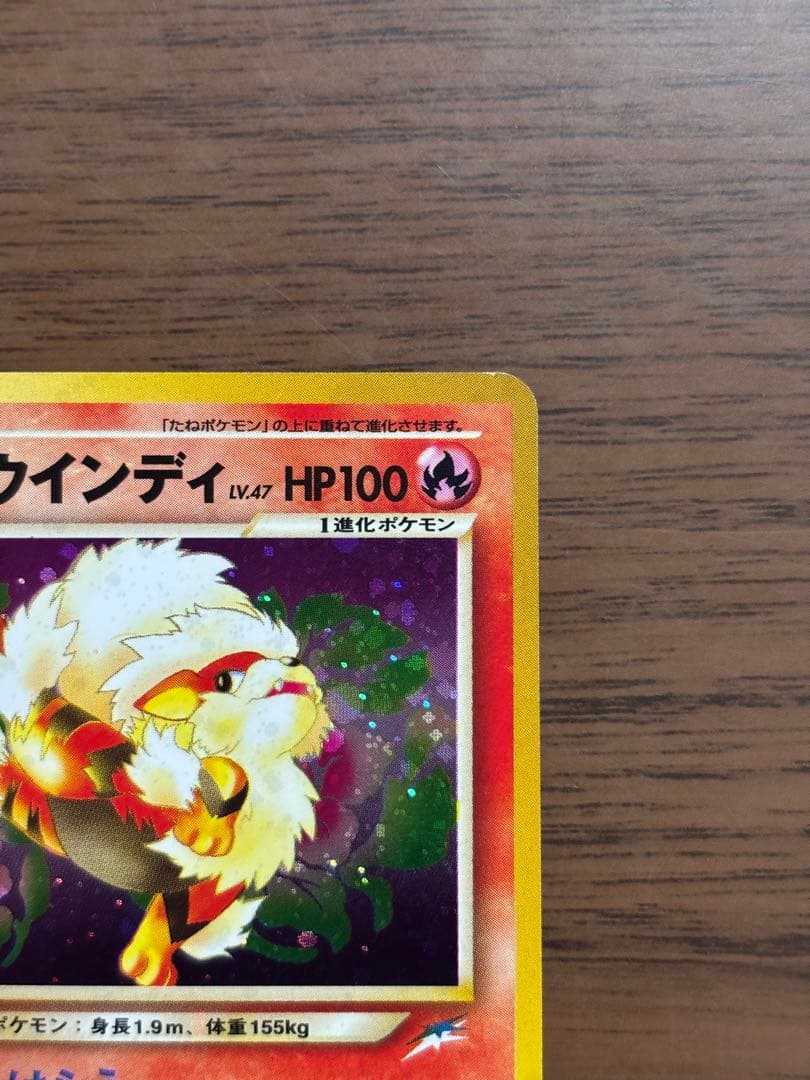 「たねポケモン」の上に重ねて進化させます。
ウインディ LV.47 HP100
1進化ポケモン
ポケモン：身長1.9m、体重155kg